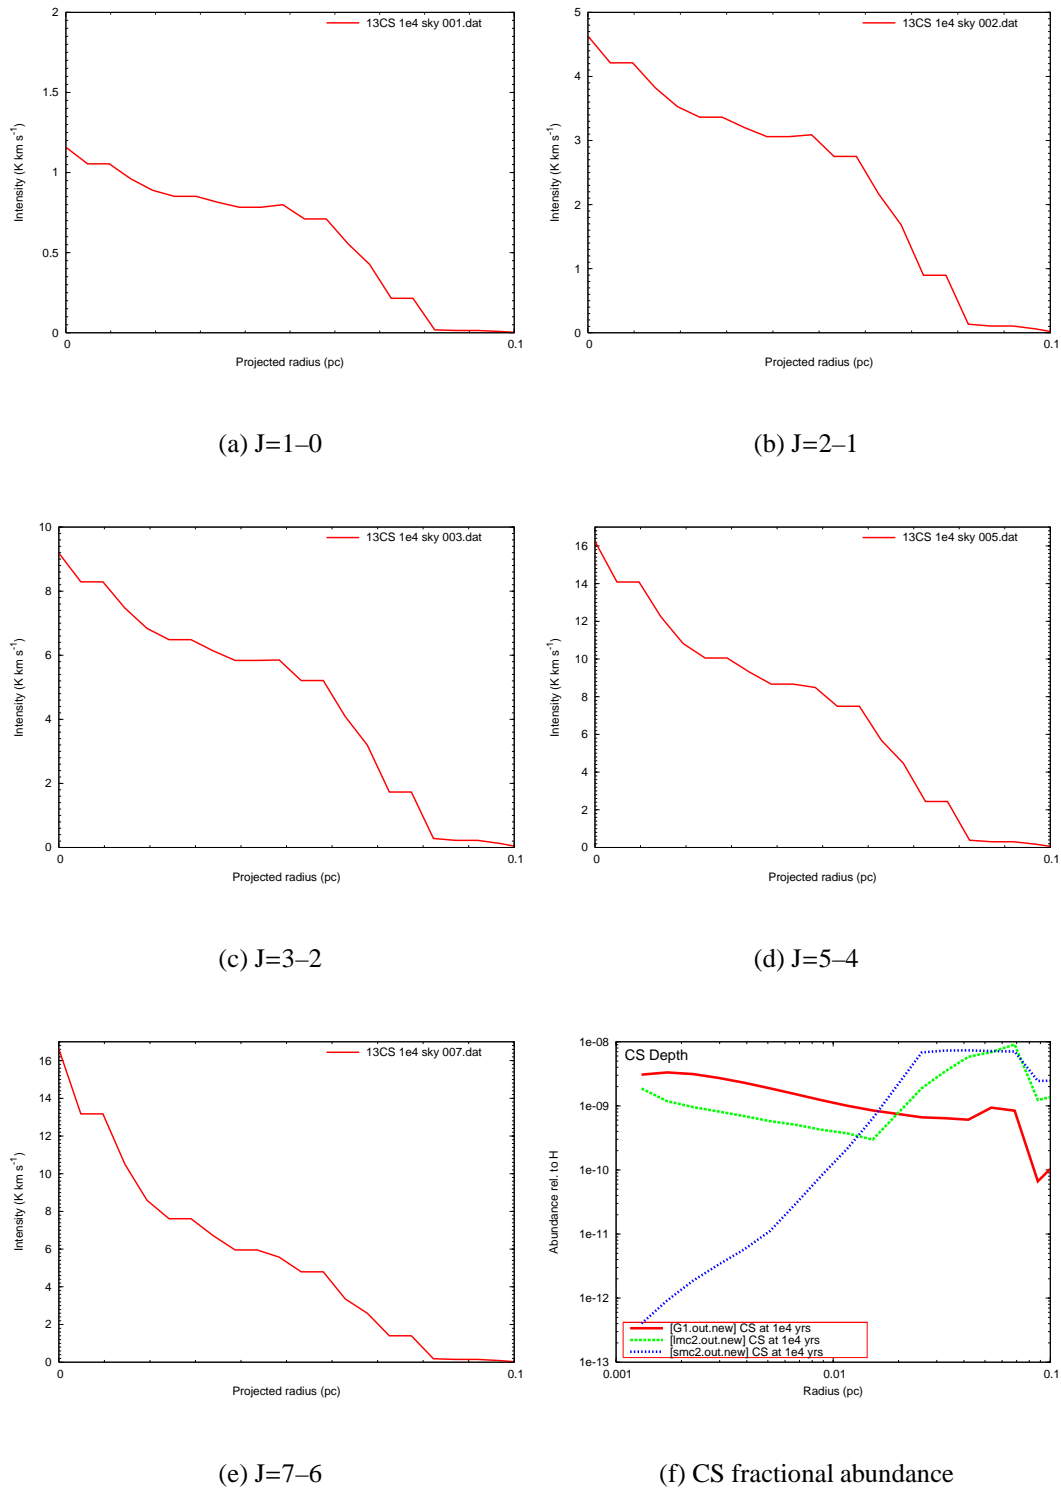 2
1.5
1
0.5
0
0
0.1
Intensity (K km s-1)
Projected radius (pc)
13CS 1e4 sky 001.dat
(a) J=1–0
5
4
3
2
1
0
0
0.1
Intensity (K km s-1)
Projected radius (pc)
13CS 1e4 sky 002.dat
(b) J=2–1
10
8
6
4
2
0
0
0.1
Intensity (K km s-1)
Projected radius (pc)
13CS 1e4 sky 003.dat
(c) J=3–2
16
14
12
10
8
6
4
2
0
0
0.1
Intensity (K km s-1)
Projected radius (pc)
13CS 1e4 sky 005.dat
(d) J=5–4
16
14
12
10
8
6
4
2
0
0
0.1
Intensity (K km s-1)
Projected radius (pc)
13CS 1e4 sky 007.dat
(e) J=7–6
1e-08
1e-09
1e-10
1e-11
1e-12
1e-13
0.001
0.01
0.1
Abundance rel. to H
Radius (pc)
CS Depth
[G1.out.new] CS at 1e4 yrs
[lmc2.out.new] CS at 1e4 yrs
[smc2.out.new] CS at 1e4 yrs
(f) CS fractional abundance